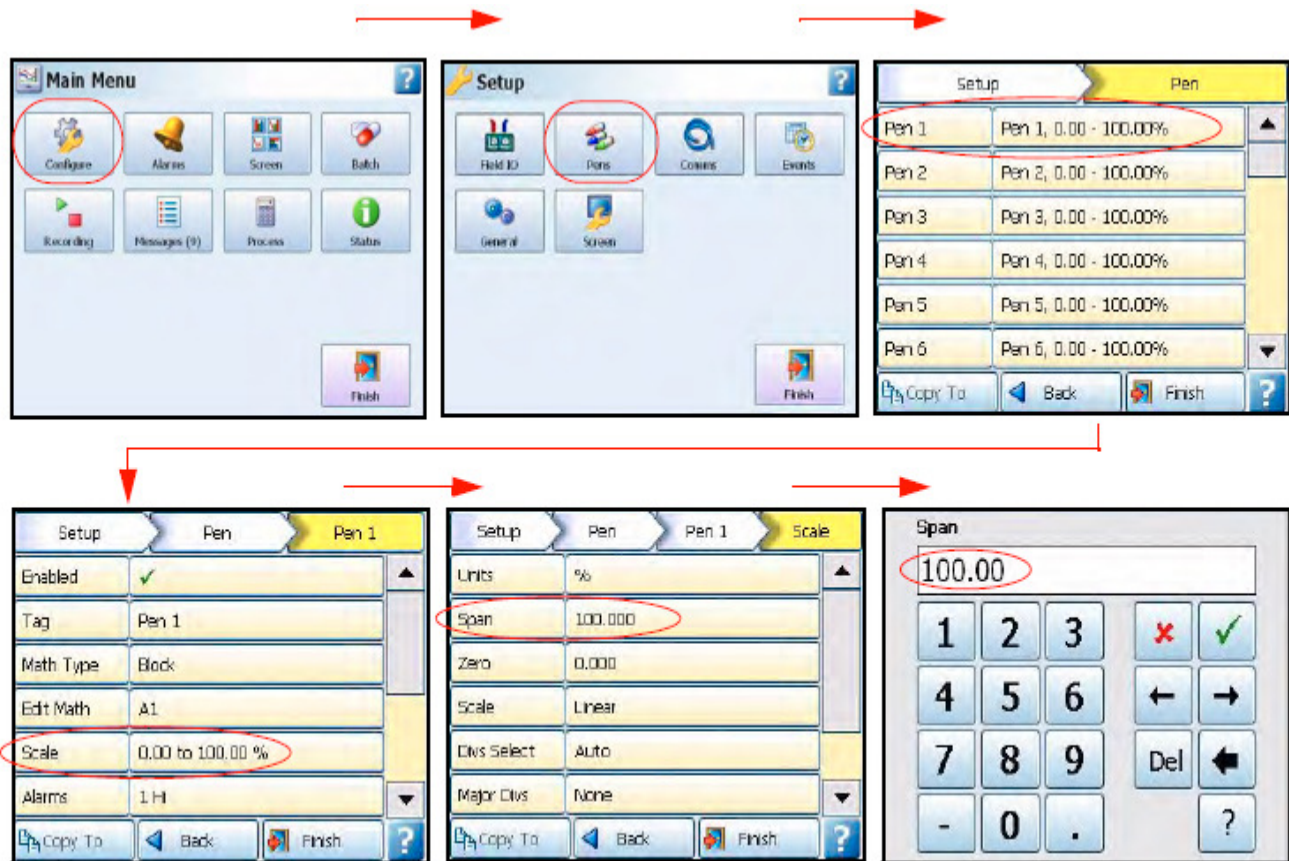 Main Menu ?
Configure Alarms Screen Batch
Recording Messages (9) Process Status
Finish
Setup ?
Field IO Pens Comms Events
General Screen
Finish
Setup Pen
Pen 1 Pen 1, 0.00 - 100.00%
Pen 2 Pen 2, 0.00 - 100.00%
Pen 3 Pen 3, 0.00 - 100.00%
Pen 4 Pen 4, 0.00 - 100.00%
Pen 5 Pen 5, 0.00 - 100.00%
Pen 6 Pen 6, 0.00 - 100.00%
Copy To Back Finish ?
Setup Pen Pen 1
Enabled ✓
Tag Pen 1
Math Type Block
Edit Math A1
Scale 0.00 to 100.00 %
Alarms 1 Hi
Copy To Back Finish ?
Setup Pen Pen 1 Scale
Units %
Span 100.000
Zero 0.000
Scale Linear
Divs Select Auto
Major Divs None
Copy To Back Finish ?
Span
100.00
1 2 3
4 5 6
7 8 9 Del
- 0 . ?